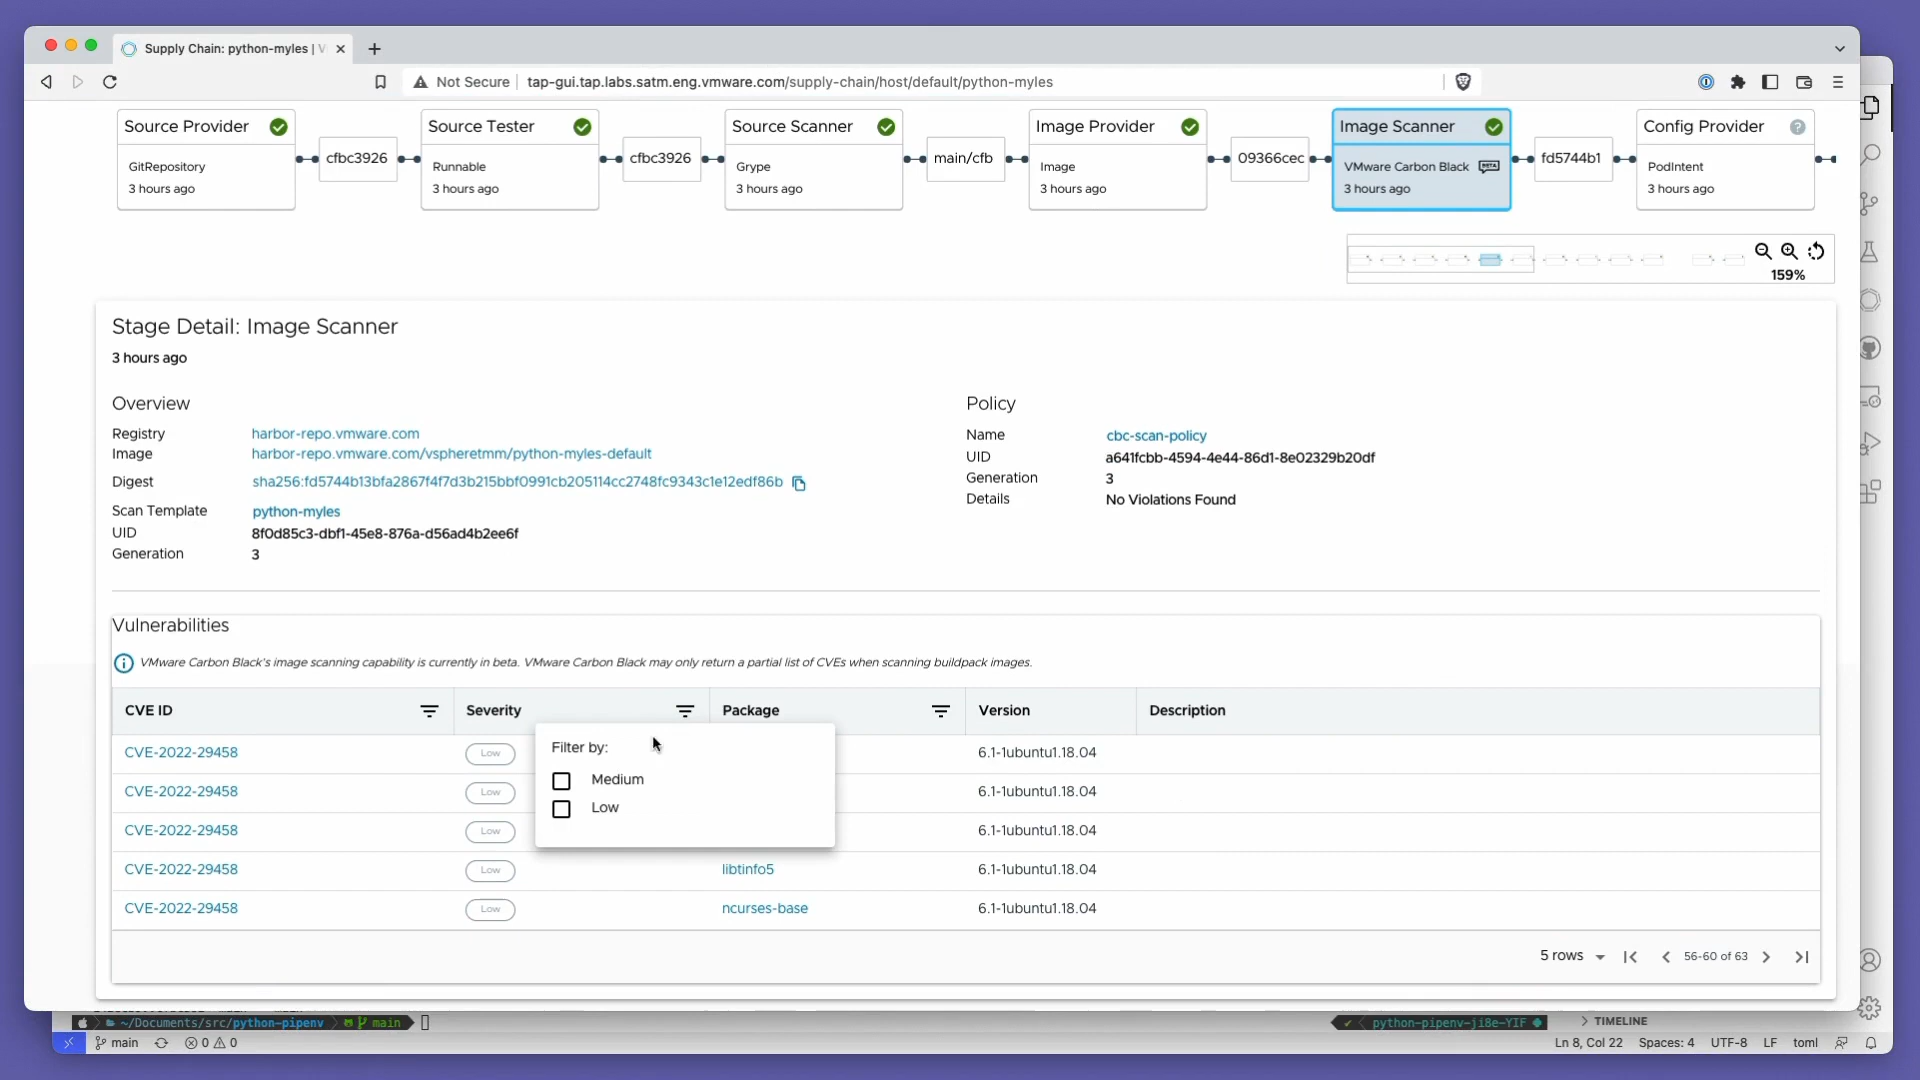 Supply Chain: python-myles | V
Not Secure
tap-gui.tap.labs.satm.eng.vmware.com/supply-chain/host/default/python-myles
Source Provider
GitRepository
3 hours ago
cfbc3926
Source Tester
Runnable
3 hours ago
cfbc3926
Source Scanner
Grype
3 hours ago
main/cfb
Image Provider
Image
3 hours ago
09366cec
Image Scanner
VMware Carbon Black
BETA
3 hours ago
fd5744b1
Config Provider
PodIntent
3 hours ago
159%
Stage Detail: Image Scanner
3 hours ago
Overview
Registry harbor-repo.vmware.com
Image harbor-repo.vmware.com/vspheretmm/python-myles-default
Digest sha256:fd5744b13bfa2867f4f7d3b215bbf0991cb205114cc2748fc9343c1e12edf86b
Scan Template python-myles
UID 8f0d85c3-dbf1-45e8-876a-d56ad4b2ee6f
Generation 3
Policy
Name cbc-scan-policy
UID a641fcbb-4594-4e44-86d1-8e02329b20df
Generation 3
Details No Violations Found
Vulnerabilities
VMware Carbon Black's image scanning capability is currently in beta. VMware Carbon Black may only return a partial list of CVEs when scanning buildpack images.
CVE ID Severity Package Version Description
CVE-2022-29458 Low 6.1-1ubuntu1.18.04
CVE-2022-29458 Low 6.1-1ubuntu1.18.04
CVE-2022-29458 Low 6.1-1ubuntu1.18.04
CVE-2022-29458 Low libtinfo5 6.1-1ubuntu1.18.04
CVE-2022-29458 Low ncurses-base 6.1-1ubuntu1.18.04
Filter by:
Medium
Low
5 rows 56-60 of 63
~/Documents/src/python-pipenv main
python-pipenv-ji8e-YIF
TIMELINE
main 0 0
Ln 8, Col 22 Spaces: 4 UTF-8 LF toml